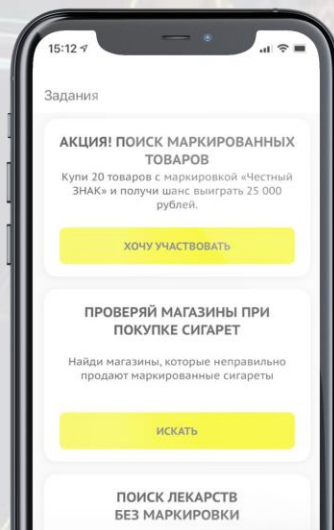 15:12
Задания
АКЦИЯ! ПОИСК МАРКИРОВАННЫХ
ТОВАРОВ
Купи 20 товаров с маркировкой «Честный
ЗНАК» и получи шанс выиграть 25 000
рублей.
ХОЧУ УЧАСТВОВАТЬ
ПРОВЕРЯЙ МАГАЗИНЫ ПРИ
ПОКУПКЕ СИГАРЕТ
Найди магазины, которые неправильно
продают маркированные сигареты
ИСКАТЬ
ПОИСК ЛЕКАРСТВ
БЕЗ МАРКИРОВКИ